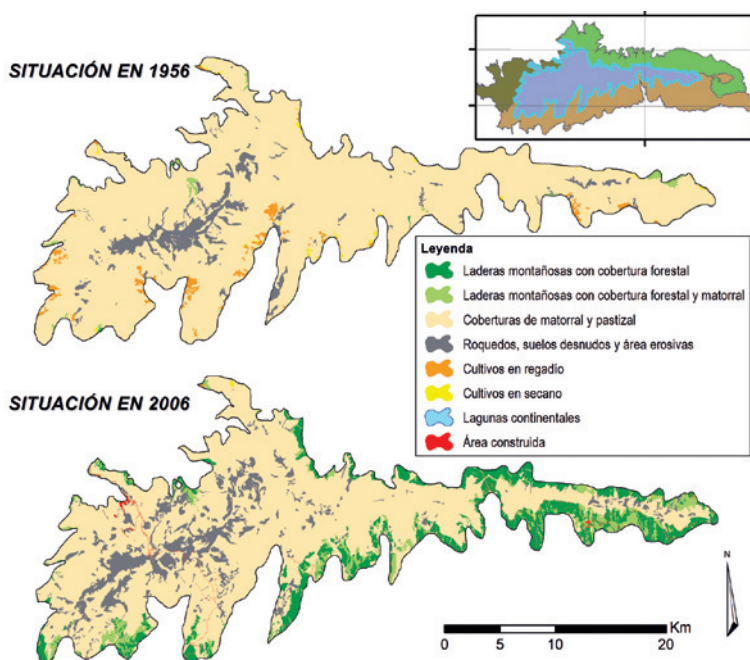 SITUACIÓN EN 1956
Leyenda
Laderas montañosas con cobertura forestal
Laderas montañosas con cobertura forestal y matorral
Coberturas de matorral y pastizal
Roquedos, suelos desnudos y área erosivas
Cultivos en regadío
Cultivos en secano
Lagunas continentales
Área construida
SITUACIÓN EN 2006
N
Km
0 5 10 20